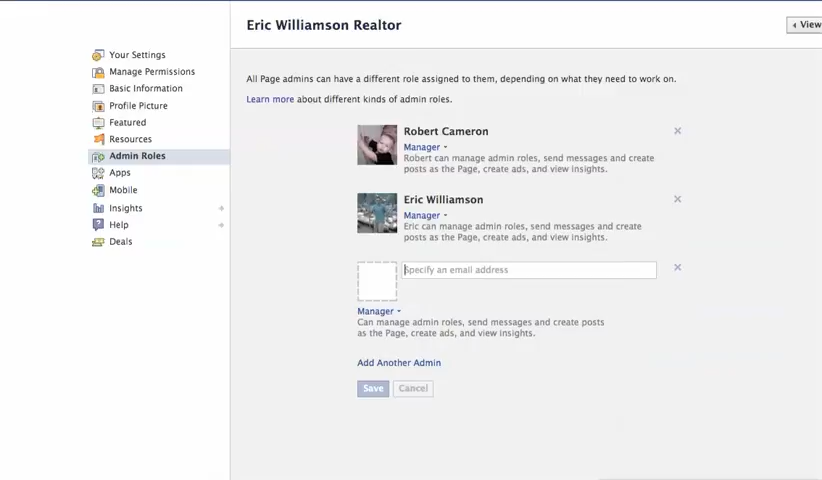 Eric Williamson Realtor
View
Your Settings
Manage Permissions
Basic Information
Profile Picture
Featured
Resources
Admin Roles
Apps
Mobile
Insights
Help
Deals
All Page admins can have a different role assigned to them, depending on what they need to work on.
Learn more about different kinds of admin roles.
Robert Cameron
Manager
Robert can manage admin roles, send messages and create
posts as the Page, create ads, and view insights.
Eric Williamson
Manager
Eric can manage admin roles, send messages and create
posts as the Page, create ads, and view insights.
Specify an email address
Manager
Can manage admin roles, send messages and create posts
as the Page, create ads, and view insights.
Add Another Admin
Save Cancel